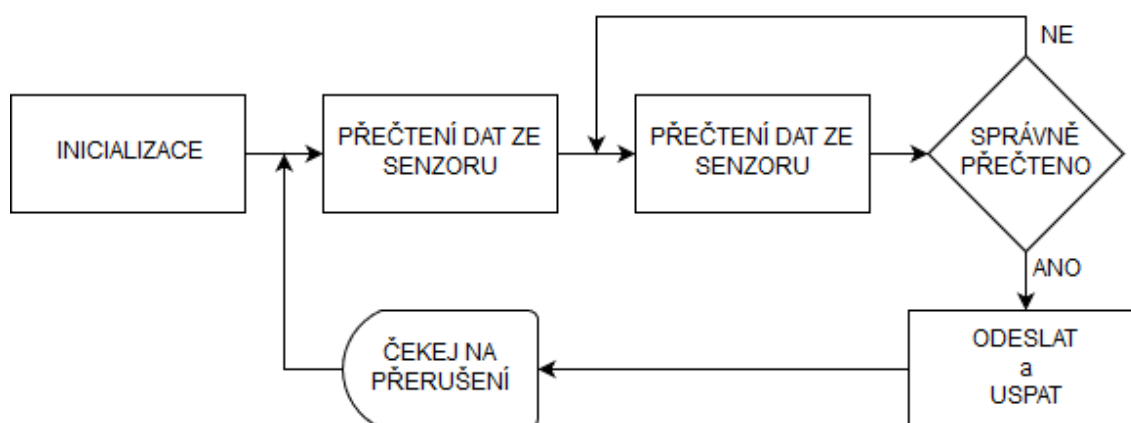 INICIALIZACE
PŘEČTENÍ DAT ZE
SENZORU
PŘEČTENÍ DAT ZE
SENZORU
NE
SPRÁVNĚ
PŘEČTENO
ANO
ODESLAT
a
USPAT
ČEKEJ NA
PŘERUŠENÍ